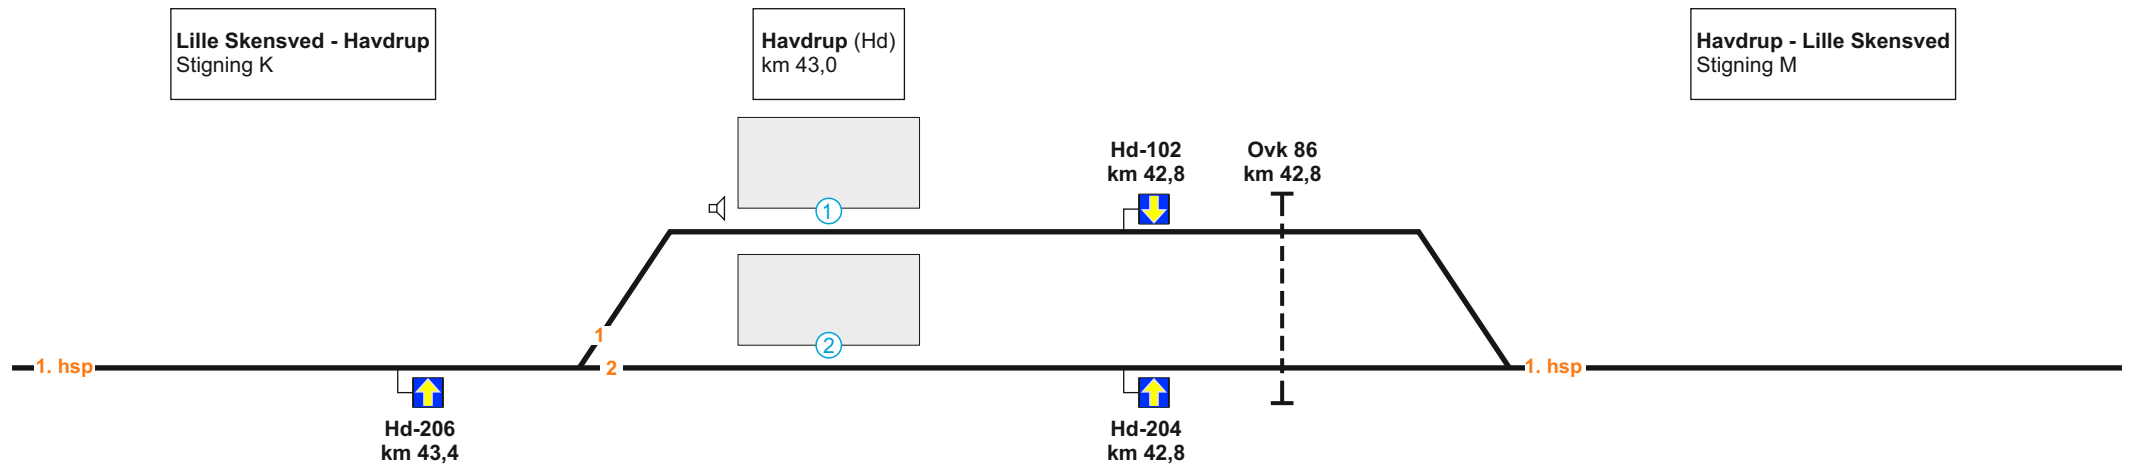 Lille Skensved - Havdrup
Stigning K
Havdrup (Hd)
km 43,0
Havdrup - Lille Skensved
Stigning M
Hd-102
km 42,8
Ovk 86
km 42,8
1
1
2
1. hsp
2
1. hsp
Hd-206
km 43,4
Hd-204
km 42,8